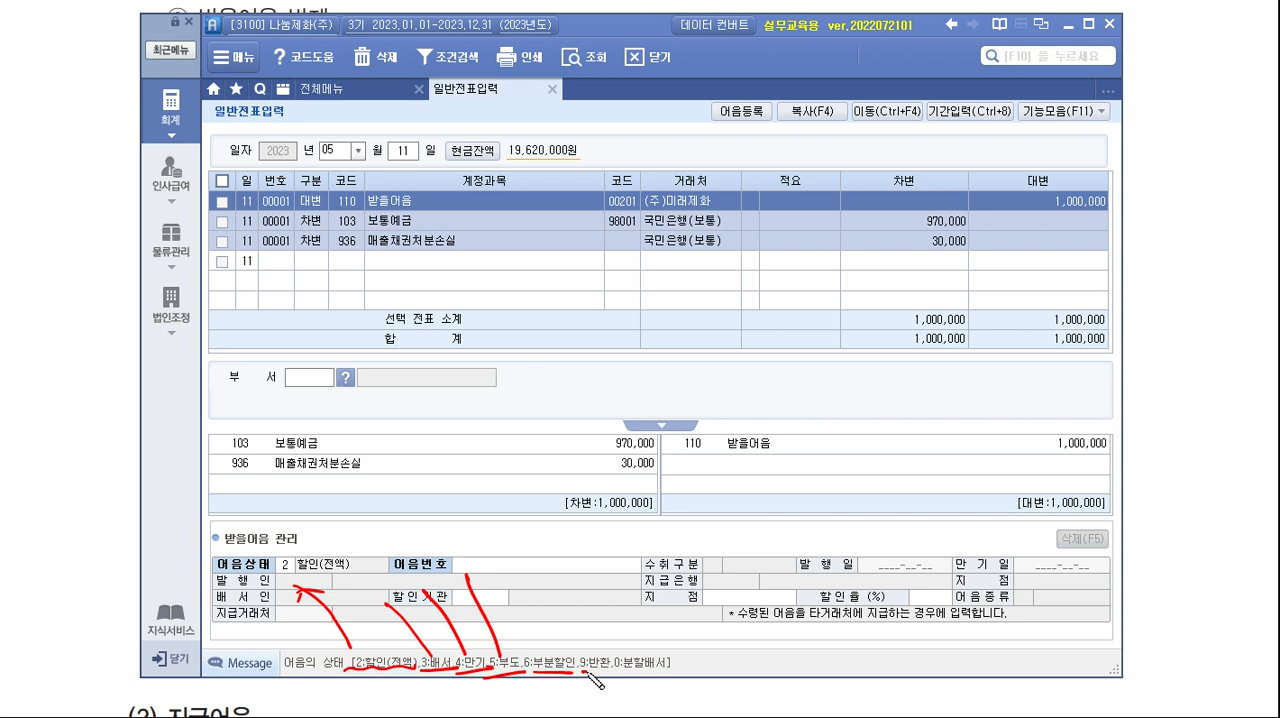 [3100] 나눔제화(주) 3기 2023.01.01-2023.12.31 (2023년도) 데이터 컨버트 실무교육용 ver.2022072101
최근메뉴
메뉴 코드도움 삭제 조건검색 인쇄 조회 닫기 [F10] 을 누르세요
전체메뉴 일반전표입력
회계
인사급여
물류관리
법인조정
지식서비스
닫기
일반전표입력 어음등록 복사(F4) 이동(Ctrl+F4) 기간입력(Ctrl+8) 기능모음(F11)
일자 2023 년 05 월 11 일 현금잔액 19,620,000원
일 번호 구분 코드 계정과목 코드 거래처 적요 차변 대변
11 00001 대변 110 받을어음 00201 (주)미래제화 1,000,000
11 00001 차변 103 보통예금 98001 국민은행(보통) 970,000
11 00001 차변 936 매출채권처분손실 국민은행(보통) 30,000
11
선택 전표 소계 1,000,000 1,000,000
합 계 1,000,000 1,000,000
부 서
103 보통예금 970,000 110 받을어음 1,000,000
936 매출채권처분손실 30,000
[차변:1,000,000] [대변:1,000,000]
받을어음 관리 삭제(F5)
어음상태 2 할인(전액) 어음번호 수취구분 발행일 ____-__-__ 만기일 ____-__-__
발행인 지급은행 지점
배서인 할인기관 지점 할인율(%) 어음종류
지급거래처 * 수령된 어음을 타거래처에 지급하는 경우에 입력합니다.
Message 어음의 상태 [2:할인(전액),3:배서,4:만기,5:부도,6:부분할인,9:반환,0:분할배서]
(2) 지급어음